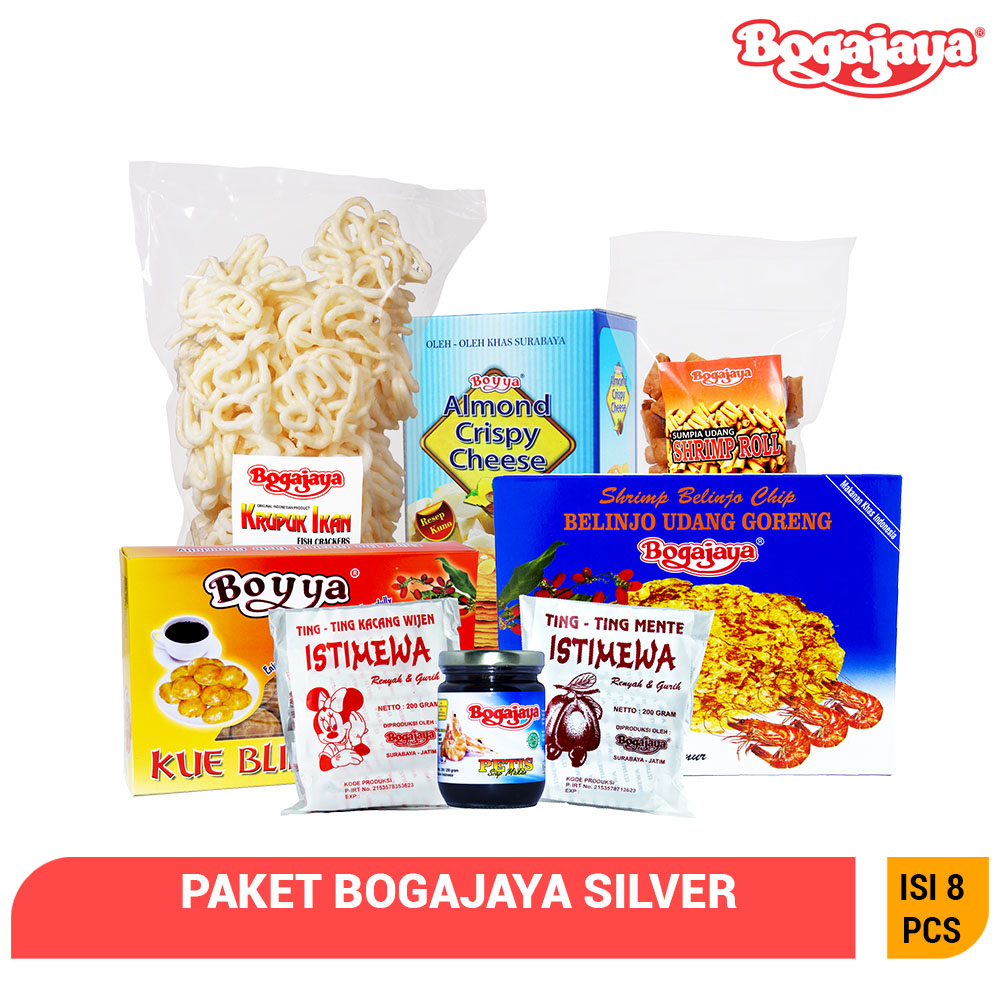 Bogajaya®
OLEH - OLEH KHAS SURABAYA
Boyya®
Almond
Crispy
Cheese
Resep
Kuno
Almond
Crispy
Cheese
Bogajaya
SUMPIA UDANG
SHRIMP ROLL
Bogajaya
ORIGINAL INDONESIAN PRODUCT
KRUPUK IKAN
FISH CRACKERS
Shrimp Belinjo Chip
BELINJO UDANG GORENG
Bogajaya®
Makanan Khas Indonesia
Boyya®
KUE BLI
TING - TING KACANG WIJEN
ISTIMEWA
Renyah & Gurih
NETTO : 200 GRAM
DIPRODUKSI OLEH
Bogajaya
SURABAYA - JATIM
KODE PRODUKSI
P-IRT No. 2153578353823
EXP :
Bogajaya
PETIS
Siap Makan
TING - TING MENTE
ISTIMEWA
Renyah & Gurih
NETTO : 200 GRAM
DIPRODUKSI OLEH :
Bogajaya
SURABAYA - JATIM
KODE PRODUKSI
P-IRT No. 2153578713623
EXP :
PAKET BOGAJAYA SILVER
ISI 8
PCS